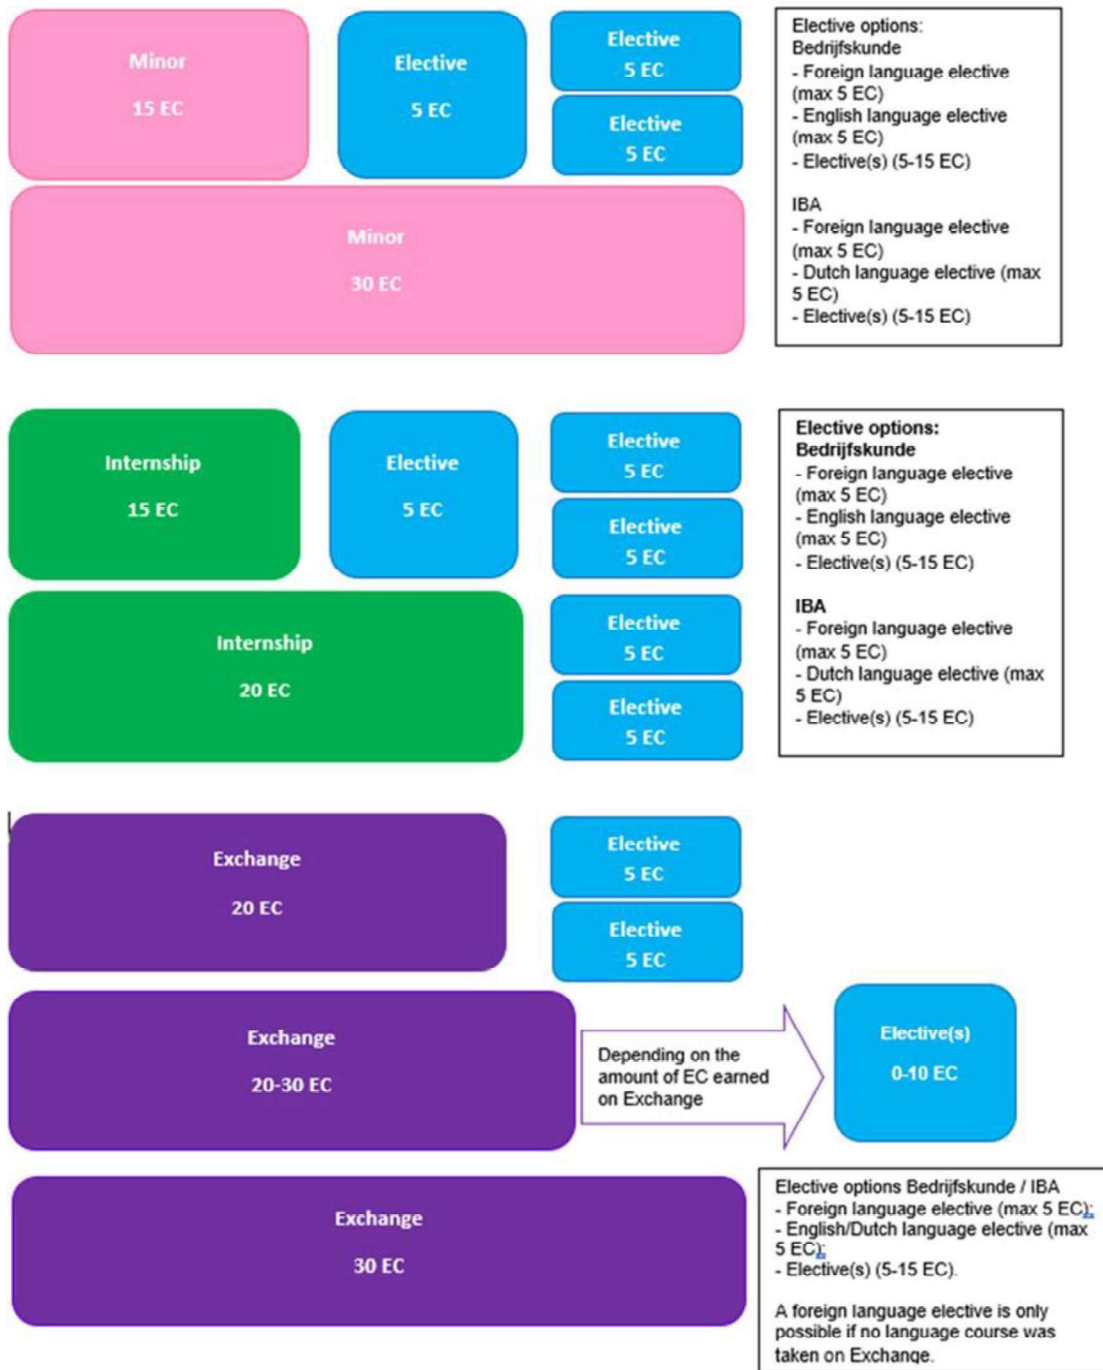 Minor
15 EC
Elective
5 EC
Elective
5 EC
Elective
5 EC
Minor
30 EC
Elective options:
Bedrijfskunde
- Foreign language elective
(max 5 EC)
- English language elective
(max 5 EC)
- Elective(s) (5-15 EC)
IBA
- Foreign language elective
(max 5 EC)
- Dutch language elective (max
5 EC)
- Elective(s) (5-15 EC)
Internship
15 EC
Elective
5 EC
Elective
5 EC
Elective
5 EC
Internship
20 EC
Elective
5 EC
Elective
5 EC
Elective options:
Bedrijfskunde
- Foreign language elective
(max 5 EC)
- English language elective
(max 5 EC)
- Elective(s) (5-15 EC)
IBA
- Foreign language elective
(max 5 EC)
- Dutch language elective (max
5 EC)
- Elective(s) (5-15 EC)
Exchange
20 EC
Elective
5 EC
Elective
5 EC
Exchange
20-30 EC
Depending on the
amount of EC earned
on Exchange
Elective(s)
0-10 EC
Exchange
30 EC
Elective options Bedrijfskunde / IBA
- Foreign language elective (max 5 EC);
- English/Dutch language elective (max
5 EC);
- Elective(s) (5-15 EC).
A foreign language elective is only
possible if no language course was
taken on Exchange.